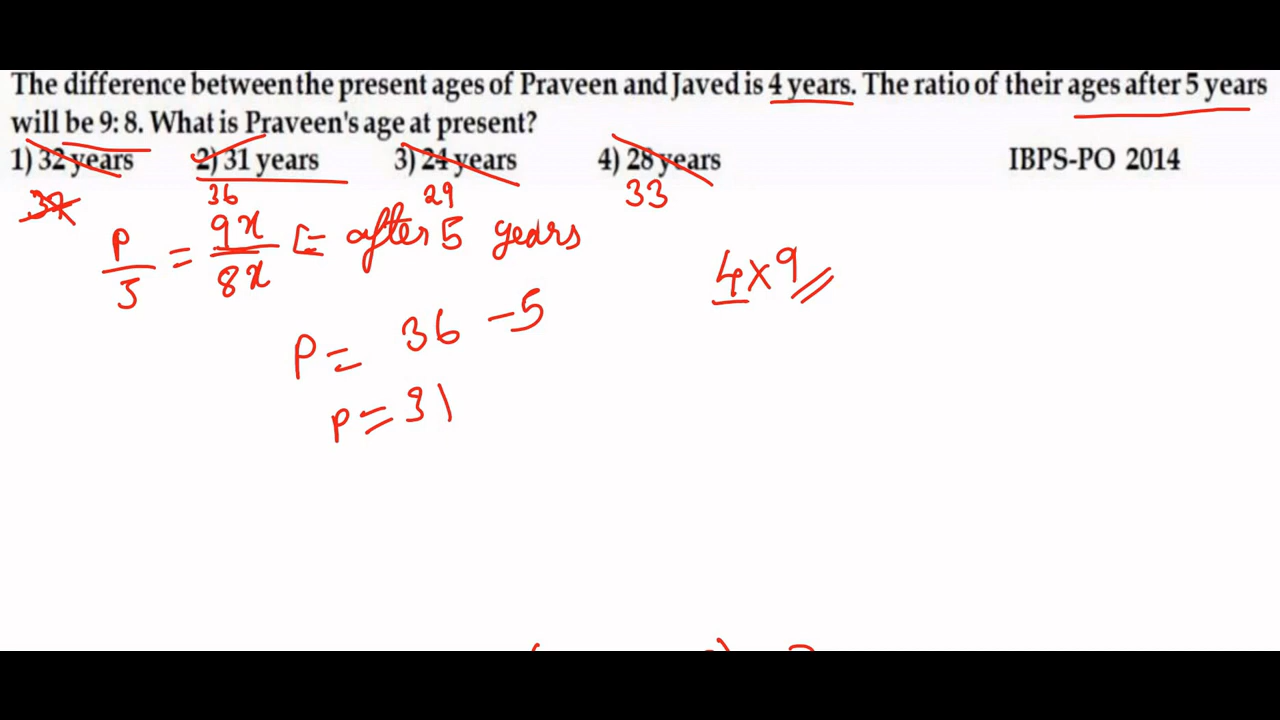 The difference between the present ages of Praveen and Javed is 4 years. The ratio of their ages after 5 years
will be 9: 8. What is Praveen's age at present?
1) 32 years 2) 31 years 3) 24 years 4) 28 years IBPS-PO 2014
37 36 29 33
P/J = 9x/8x after 5 years
4x9
P = 36 -5
P = 31